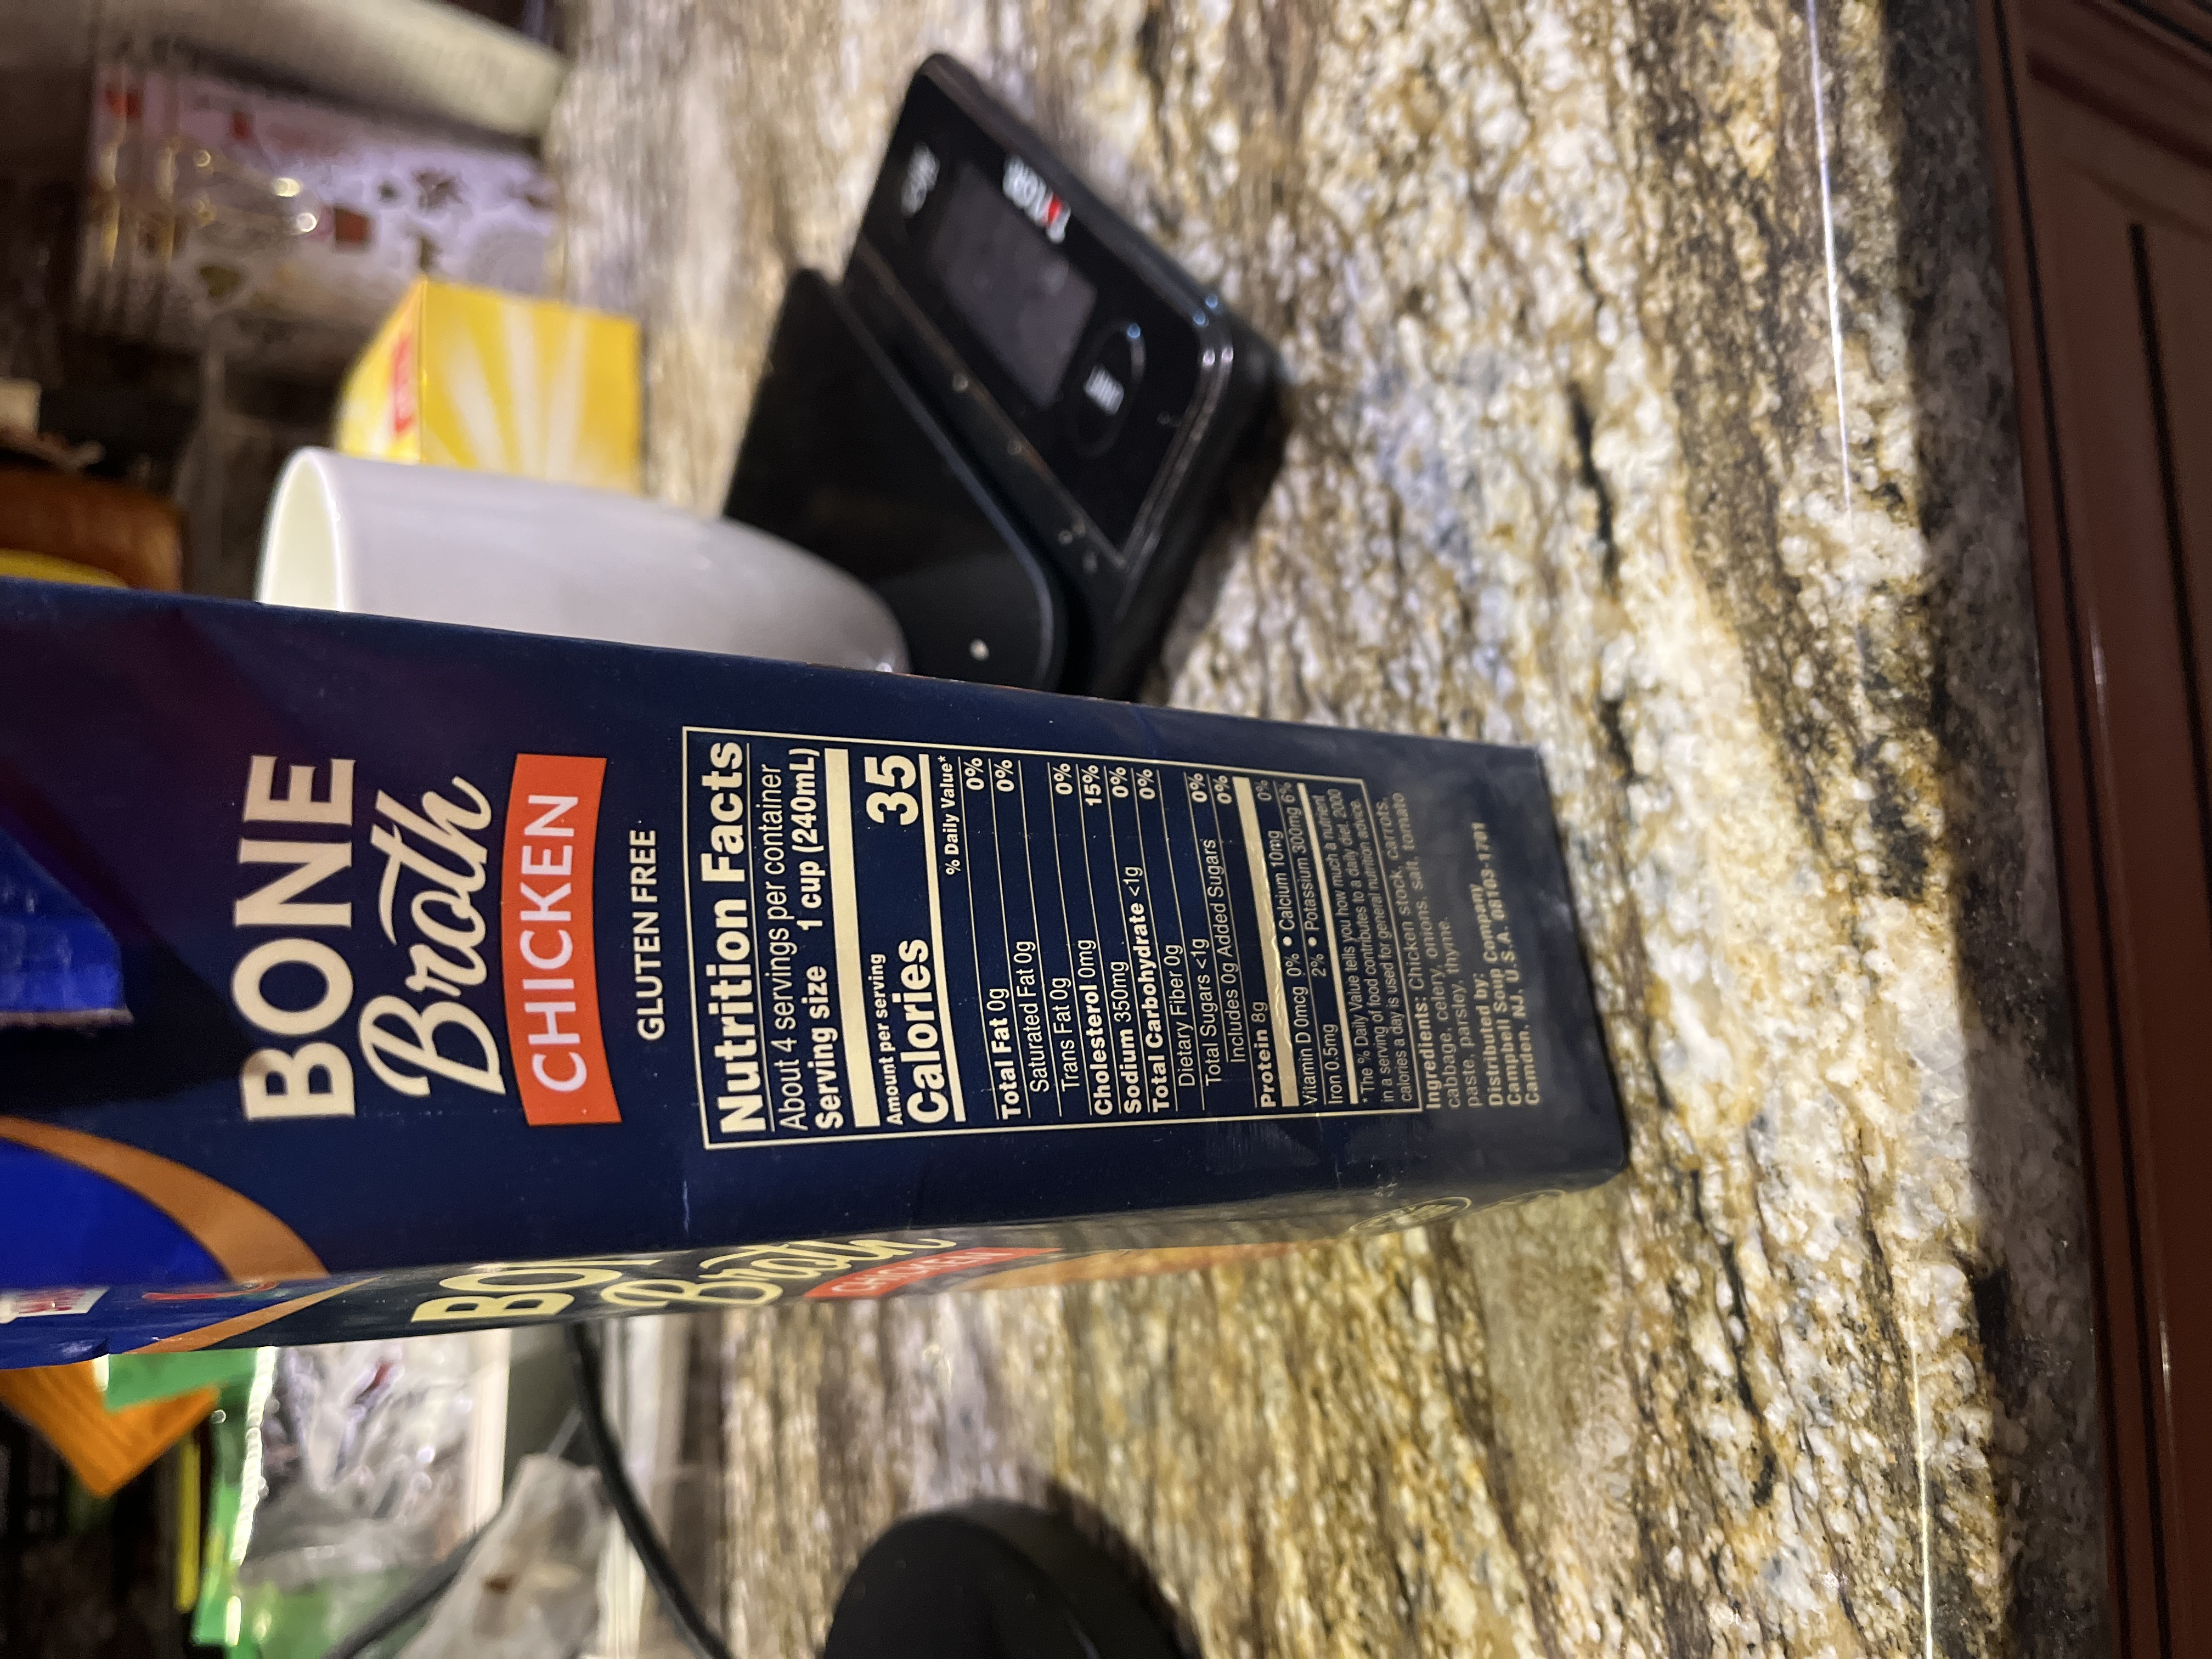 BONE
Broth
CHICKEN
GLUTEN FREE
Nutrition Facts
About 4 servings per container
Serving size 1 cup (240mL)
Amount per serving
Calories 35
% Daily Value*
Total Fat 0g 0%
Saturated Fat 0g 0%
Trans Fat 0g
Cholesterol 0mg 0%
Sodium 350mg 15%
Total Carbohydrate <1g 0%
Dietary Fiber 0g 0%
Total Sugars <1g
Includes 0g Added Sugars 0%
Protein 8g 0%
Vitamin D 0mcg 0% • Calcium 10mg 0%
Iron 0.5mg 2% • Potassium 300mg 6%
* The % Daily Value tells you how much a nutrient
in a serving of food contributes to a daily diet. 2000
calories a day is used for general nutrition advice.
Ingredients: Chicken stock, carrots,
cabbage, celery, onions, salt, tomato
paste, parsley, thyme.
Distributed by:
Campbell Soup Company
Camden, NJ, U.S.A. 08103-1701
BO
Broth
CHICKEN